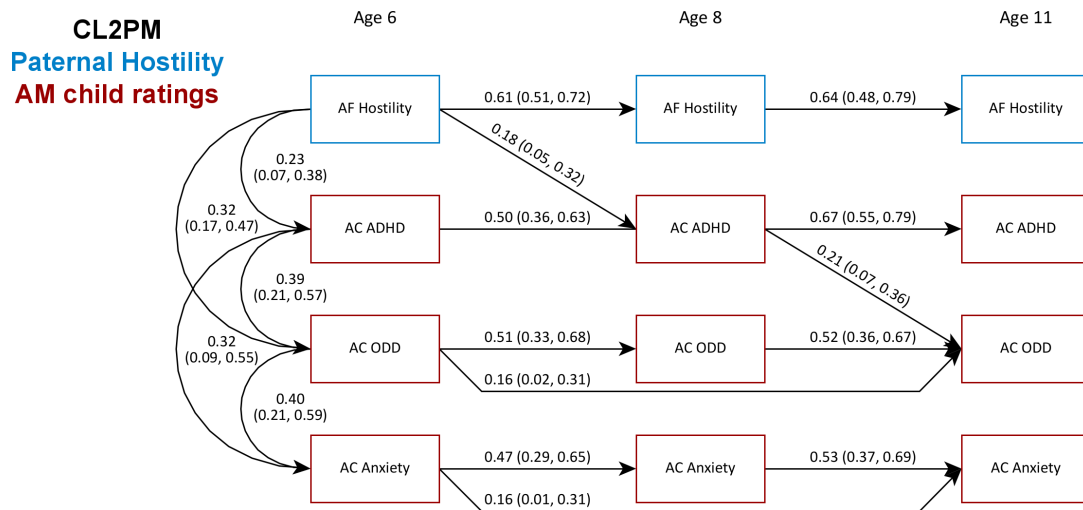 CL2PM
Paternal Hostility
AM child ratings
Age 6
Age 8
Age 11
AF Hostility
0.61 (0.51, 0.72)
AF Hostility
0.64 (0.48, 0.79)
AF Hostility
0.18 (0.05, 0.32)
0.23
(0.07, 0.38)
0.32
(0.17, 0.47)
AC ADHD
0.50 (0.36, 0.63)
AC ADHD
0.67 (0.55, 0.79)
AC ADHD
0.21 (0.07, 0.36)
0.39
(0.21, 0.57)
0.32
(0.09, 0.55)
AC ODD
0.51 (0.33, 0.68)
AC ODD
0.52 (0.36, 0.67)
AC ODD
0.16 (0.02, 0.31)
0.40
(0.21, 0.59)
AC Anxiety
0.47 (0.29, 0.65)
AC Anxiety
0.53 (0.37, 0.69)
AC Anxiety
0.16 (0.01, 0.31)